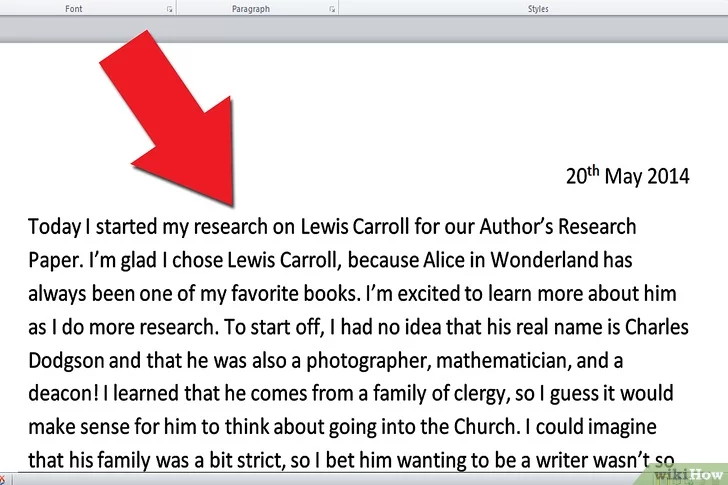 Font Paragraph Styles
20th May 2014
Today I started my research on Lewis Carroll for our Author's Research
Paper. I'm glad I chose Lewis Carroll, because Alice in Wonderland has
always been one of my favorite books. I'm excited to learn more about him
as I do more research. To start off, I had no idea that his real name is Charles
Dodgson and that he was also a photographer, mathematician, and a
deacon! I learned that he comes from a family of clergy, so I guess it would
make sense for him to think about going into the Church. I could imagine
that his family was a bit strict, so I bet him wanting to be a writer wasn't so
wikiHow